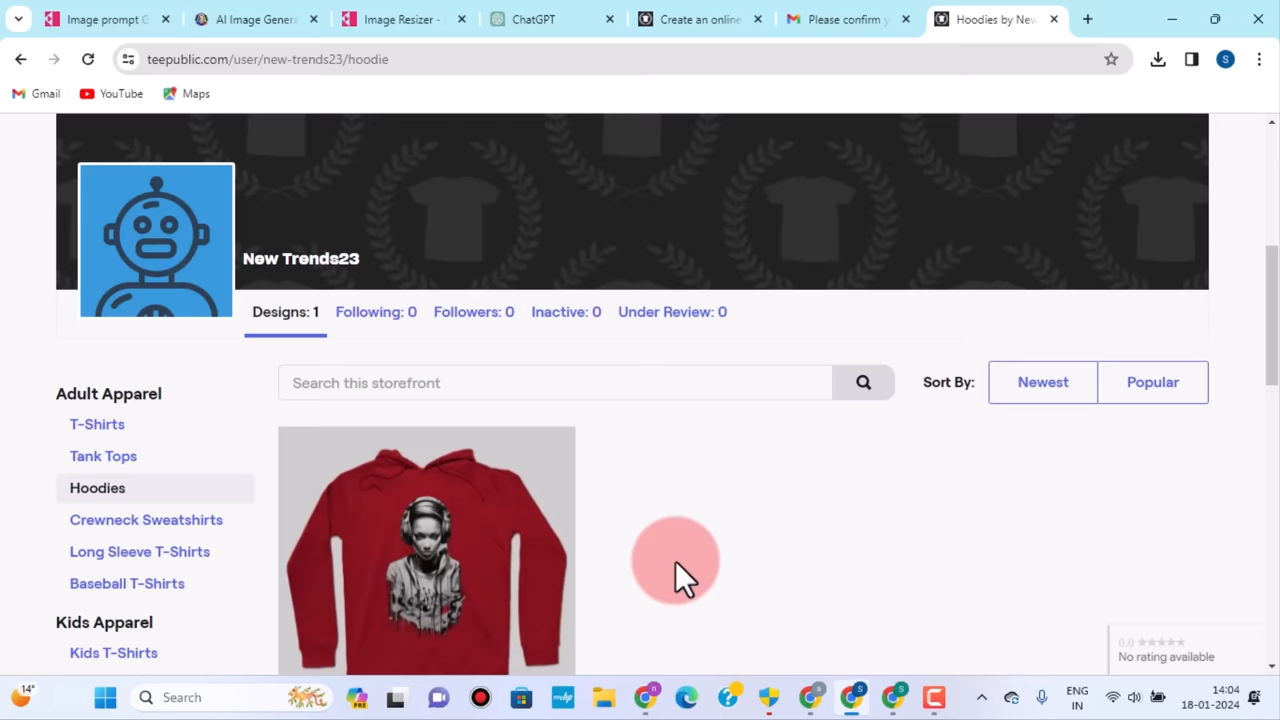 Image prompt G
AI Image Genera
Image Resizer -
ChatGPT
Create an online
Please confirm y
Hoodies by New
teepublic.com/user/new-trends23/hoodie
S
Gmail
YouTube
Maps
New Trends23
Designs: 1
Following: 0
Followers: 0
Inactive: 0
Under Review: 0
Search this storefront
Sort By:
Newest
Popular
Adult Apparel
T-Shirts
Tank Tops
Hoodies
Crewneck Sweatshirts
Long Sleeve T-Shirts
Baseball T-Shirts
Kids Apparel
Kids T-Shirts
0.0
No rating available
14°
Search
PRE
ENG
IN
14:04
18-01-2024